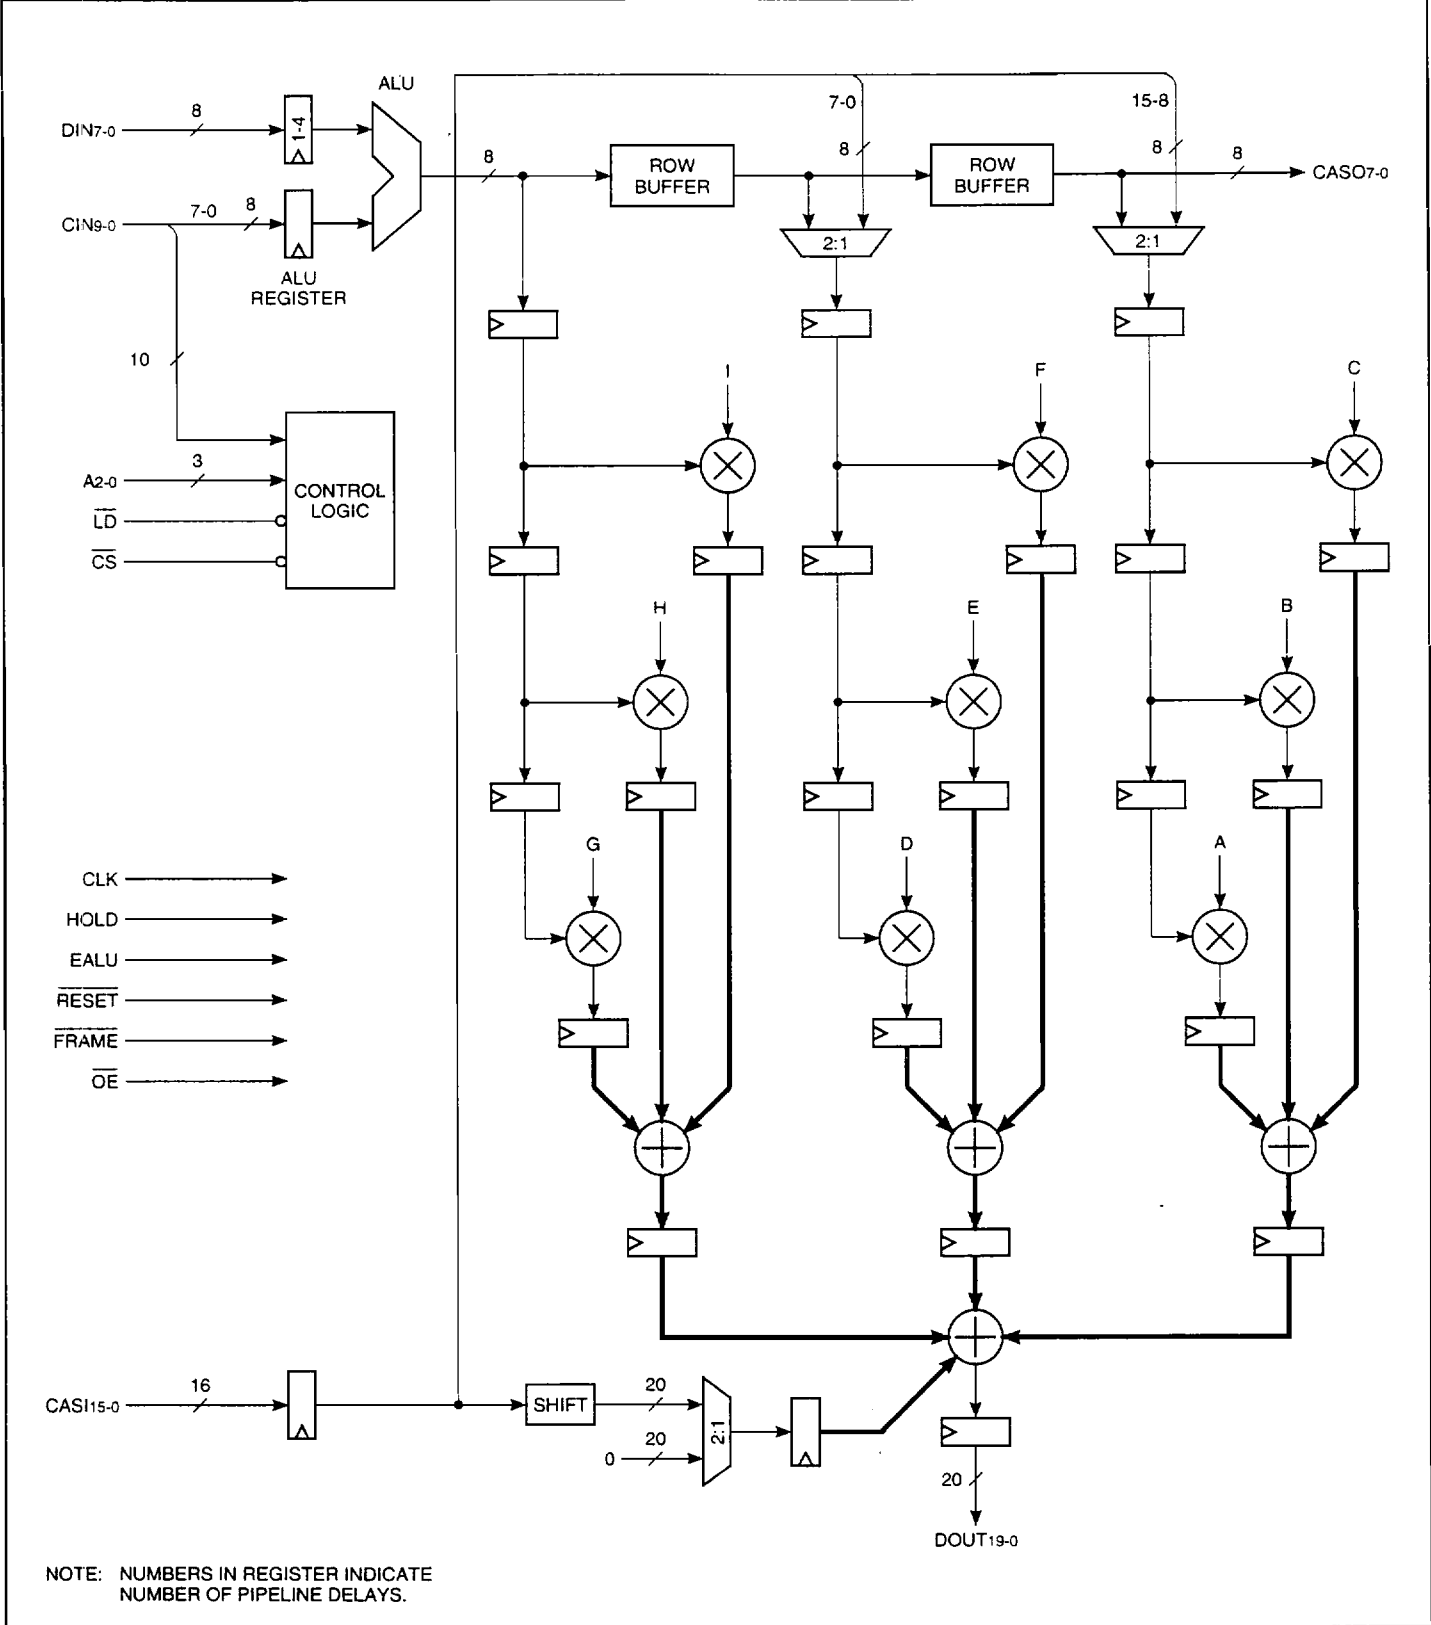 ALU
DIN7-0
8
1-4
CIN9-0
7-0
8
ALU
REGISTER
8
ROW
BUFFER
7-0
8
ROW
BUFFER
15-8
8
8
CASO7-0
2:1
2:1
10
A2-0
3
LD
CS
CONTROL
LOGIC
I
F
C
H
E
B
G
D
A
CLK
HOLD
EALU
RESET
FRAME
OE
CASI15-0
16
SHIFT
20
0
20
2:1
20
DOUT19-0
NOTE: NUMBERS IN REGISTER INDICATE
NUMBER OF PIPELINE DELAYS.